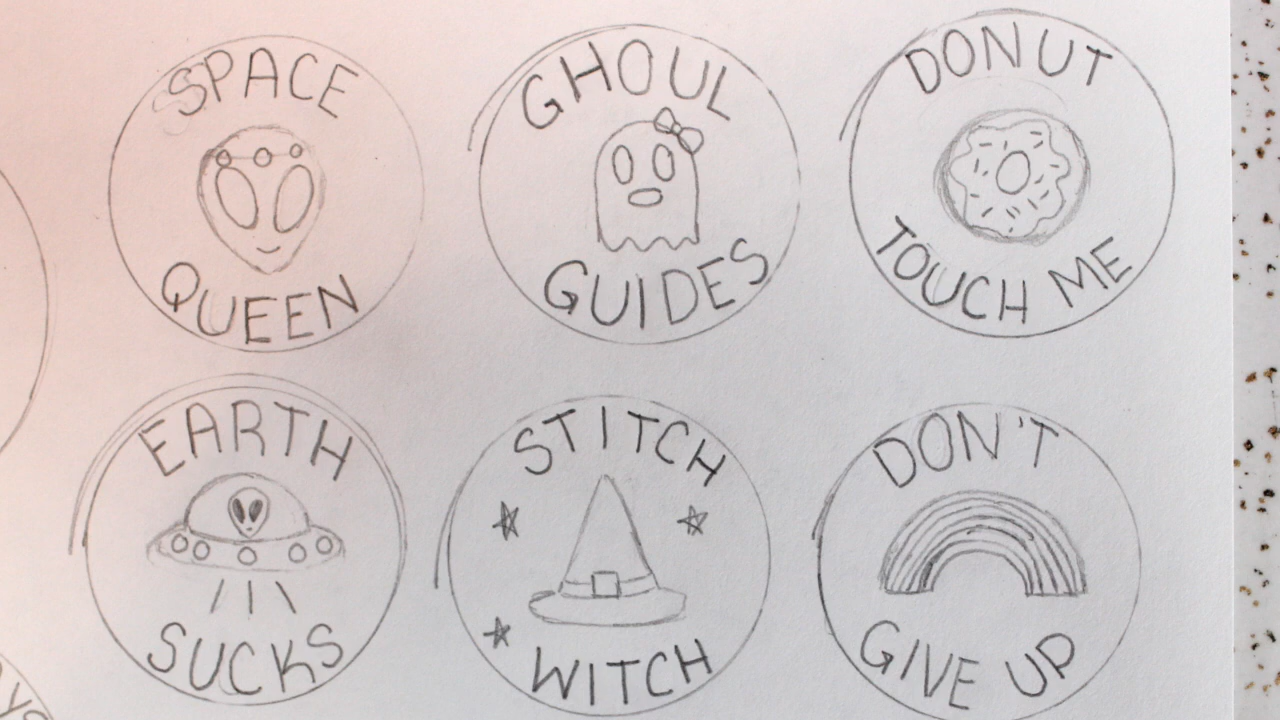 SPACE
QUEEN
GHOUL
GUIDES
DONUT
TOUCH ME
EARTH
SUCKS
STITCH
WITCH
DON'T
GIVE UP